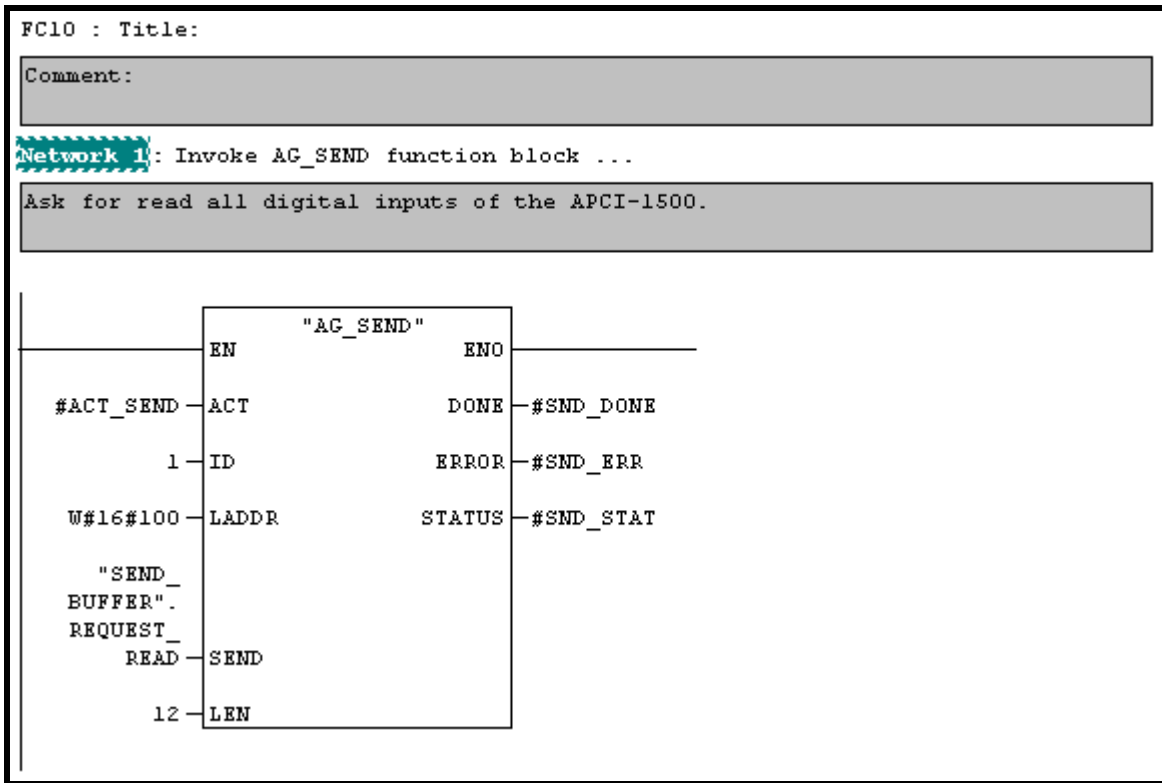 FC10 : Title:
Comment:
Network 1: Invoke AG_SEND function block ...
Ask for read all digital inputs of the APCI-1500.
"AG_SEND"
EN ENO
#ACT_SEND ACT DONE #SND_DONE
1 ID ERROR #SND_ERR
W#16#100 LADDR STATUS #SND_STAT
"SEND_
BUFFER".
REQUEST_
READ SEND
12 LEN